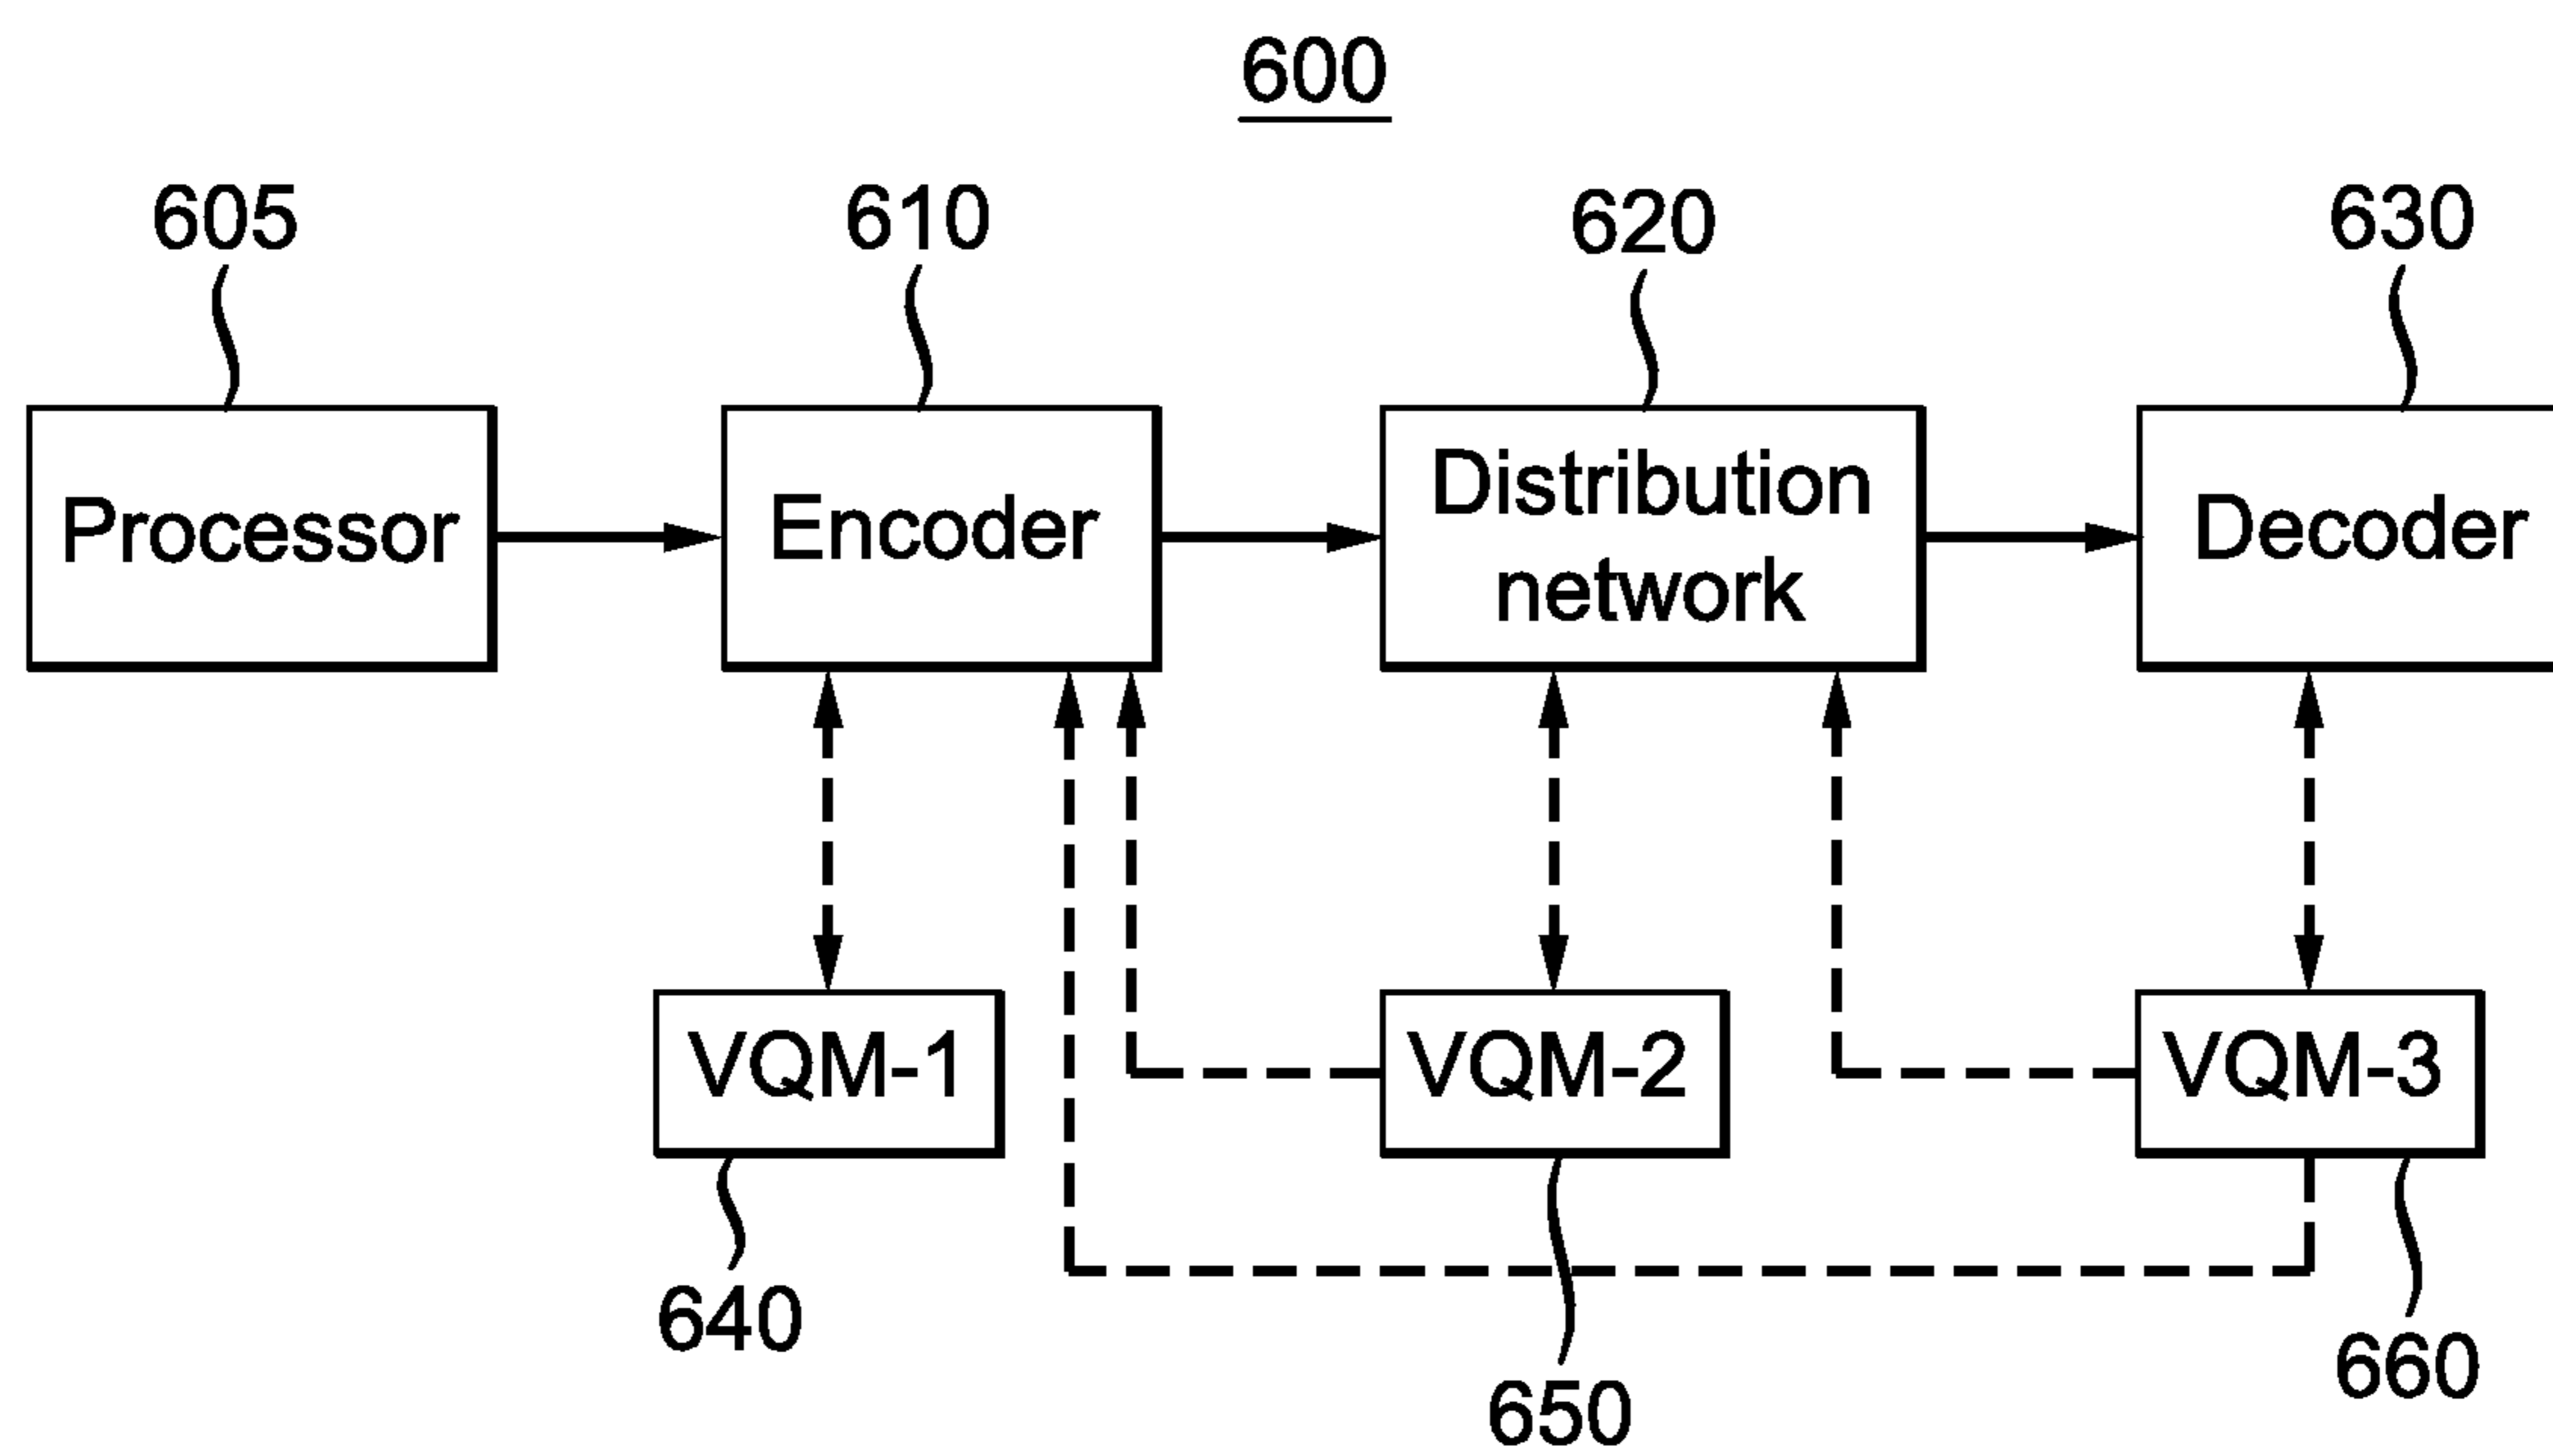 600
605
610
620
630
Processor
Encoder
Distribution
network
Decoder
VQM-1
VQM-2
VQM-3
640
650
660